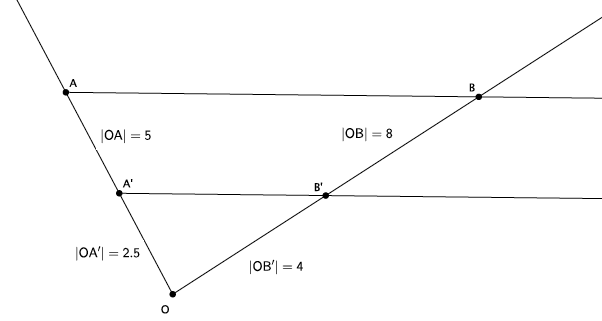 A
B
|OA| = 5
|OB| = 8
A'
B'
|OA'| = 2.5
|OB'| = 4
O